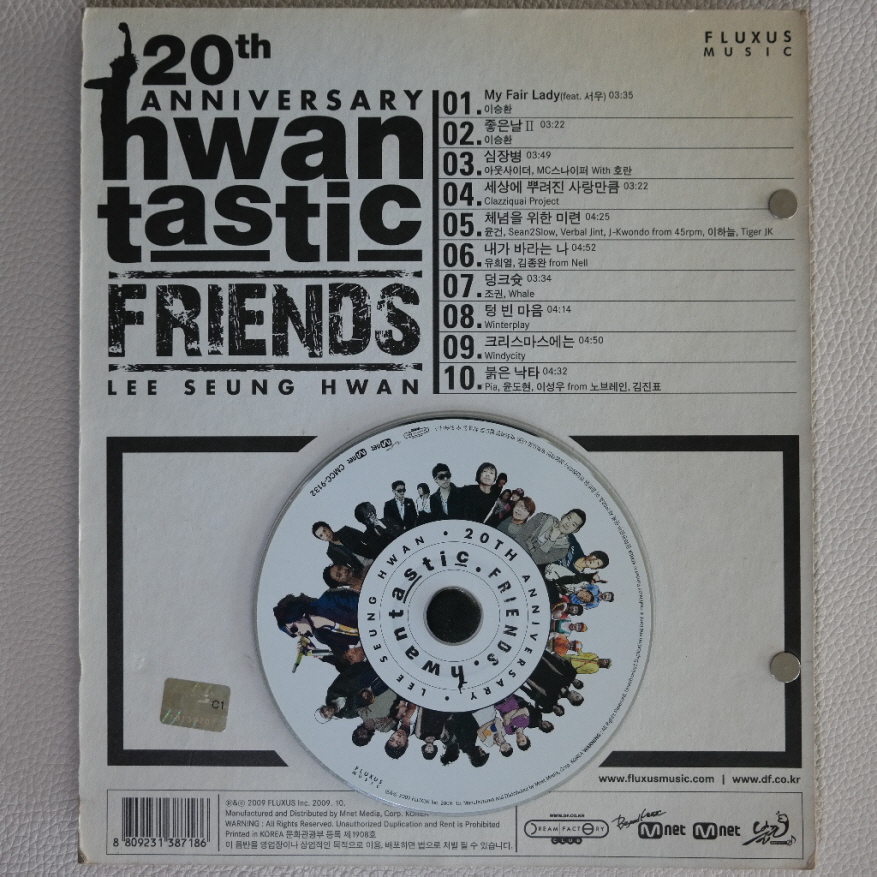 20th
ANNIVERSARY
hwan
tastic
FRIENDS
LEE SEUNG HWAN
FLUXUS
MUSIC
01. My Fair Lady(feat. 서우) 03:35
이승환
02. 좋은날 II 03:22
이승환
03. 심장병 03:49
아웃사이더, MC스나이퍼 With 호란
04. 세상에 뿌려진 사랑만큼 03:22
Clazziquai Project
05. 체념을 위한 미련 04:25
윤건, Sean2Slow, Verbal Jint, J-Kwondo from 45rpm, 이하늘, Tiger JK
06. 내가 바라는 나 04:52
유희열, 김종완 from Nell
07. 덩크슛 03:34
조권, Whale
08. 텅 빈 마음 04:14
Winterplay
09. 크리스마스에는 04:50
Windycity
10. 붉은 낙타 04:32
Pia, 윤도현, 이성우 from 노브레인, 김진표
CMCC-9132
Mnet
LEE SEUNG HWAN • 20TH ANNIVERSARY •
hwantastic. FRIENDS.
FLUXUS
MUSIC
C1
www.fluxusmusic.com | www.df.co.kr
8 809231 387186
℗&© 2009 FLUXUS Inc. 2009. 10.
Manufactured and Distributed by Mnet Media, Corp. KOREA
WARNING : All Rights Reserved. Unauthorized Duplication and Rent is Prohibited
Printed in KOREA 문화관광부 등록 제1908호
이 음반을 영업장이나 상업적인 목적으로 이용, 배포하면 법으로 처벌 될 수 있습니다.
WWW.DF.CO.KR
DREAM FACTORY
CLUB
Mnet
Mnet